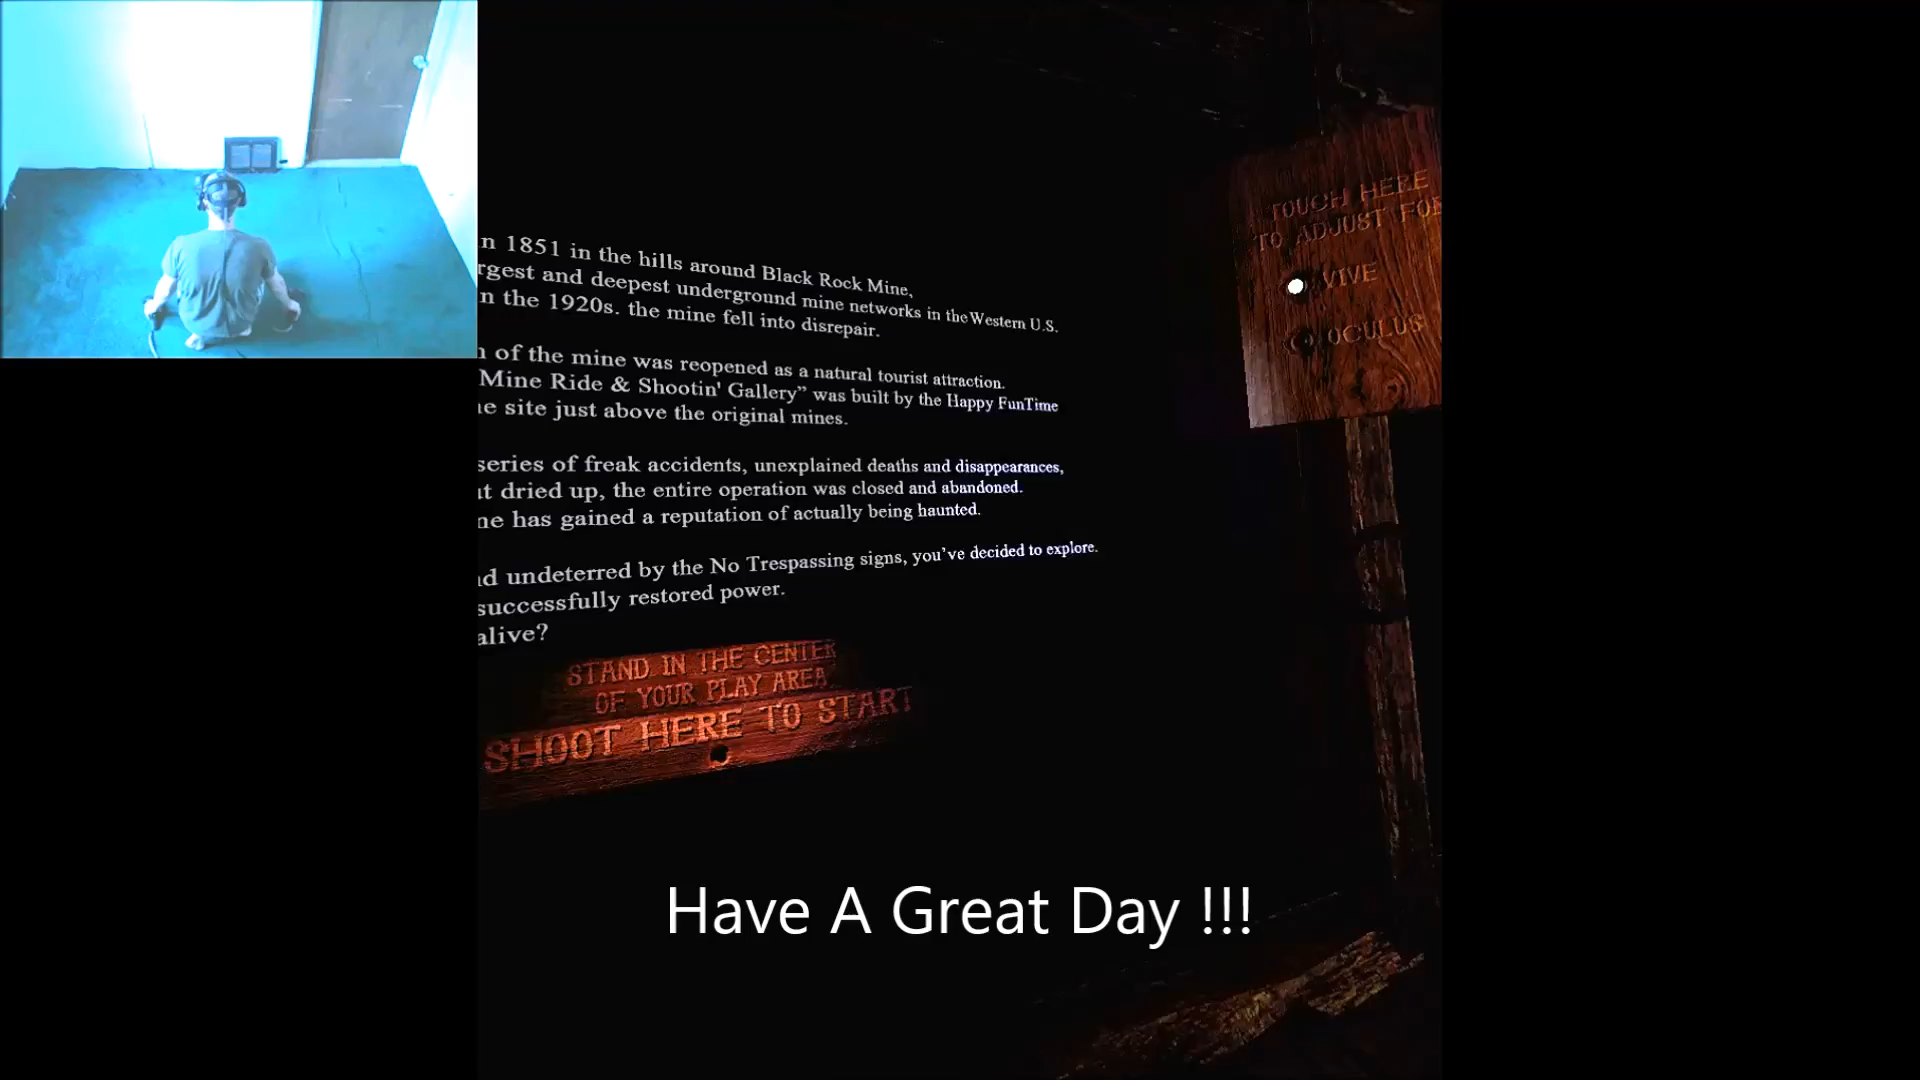 n 1851 in the hills around Black Rock Mine,
rgest and deepest underground mine networks in the Western U.S.
n the 1920s. the mine fell into disrepair.
n of the mine was reopened as a natural tourist attraction.
Mine Ride & Shootin' Gallery” was built by the Happy FunTime
ne site just above the original mines.
series of freak accidents, unexplained deaths and disappearances,
ut dried up, the entire operation was closed and abandoned.
ne has gained a reputation of actually being haunted.
nd undeterred by the No Trespassing signs, you’ve decided to explore.
successfully restored power.
alive?
TOUCH HERE
TO ADJUST FOR
VIVE
OCULUS
STAND IN THE CENTER
OF YOUR PLAY AREA
SHOOT HERE TO START
Have A Great Day !!!